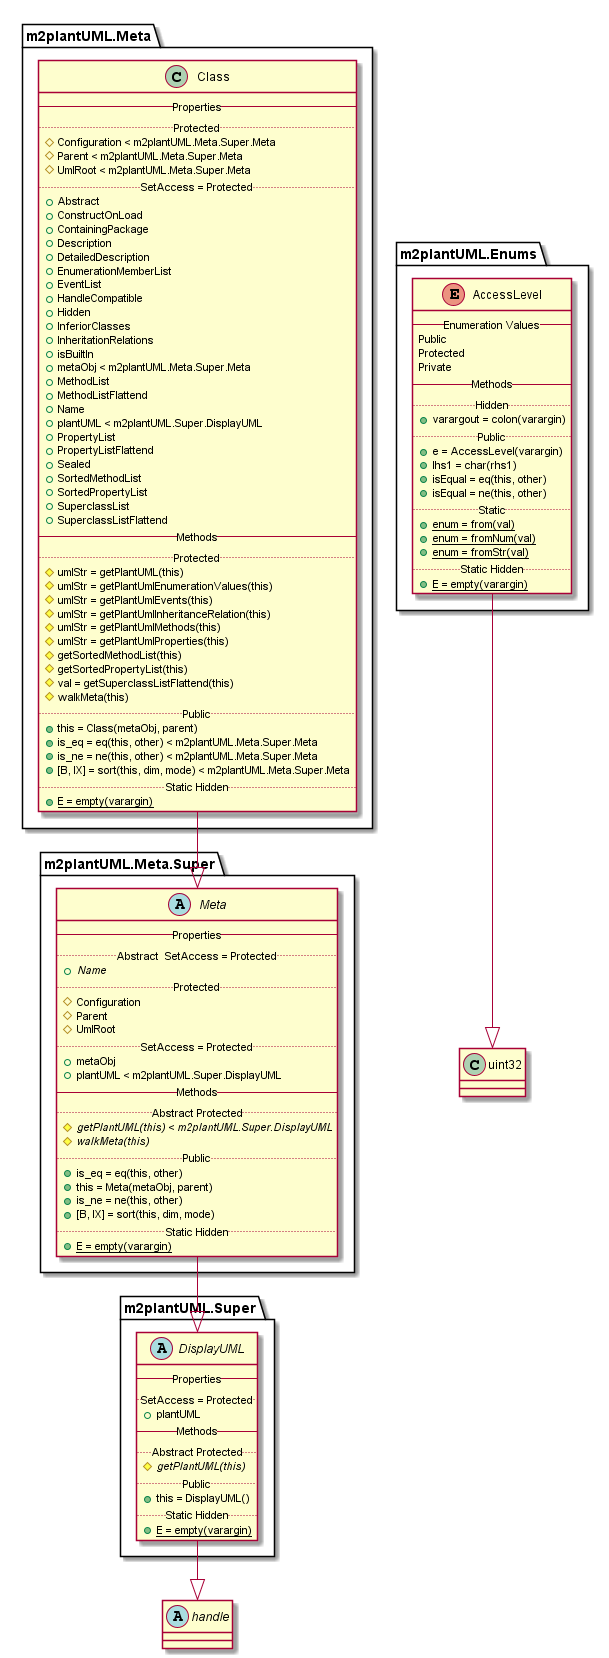 m2plantUML.Meta
C Class
Properties
Protected
Configuration < m2plantUML.Meta.Super.Meta
Parent < m2plantUML.Meta.Super.Meta
UmlRoot < m2plantUML.Meta.Super.Meta
SetAccess = Protected
Abstract
ConstructOnLoad
ContainingPackage
Description
DetailedDescription
EnumerationMemberList
EventList
HandleCompatible
Hidden
InferiorClasses
InheritationRelations
isBuiltIn
metaObj < m2plantUML.Meta.Super.Meta
MethodList
MethodListFlattend
Name
plantUML < m2plantUML.Super.DisplayUML
PropertyList
PropertyListFlattend
Sealed
SortedMethodList
SortedPropertyList
SuperclassList
SuperclassListFlattend
Methods
Protected
umlStr = getPlantUML(this)
umlStr = getPlantUmlEnumerationValues(this)
umlStr = getPlantUmlEvents(this)
umlStr = getPlantUmlInheritanceRelation(this)
umlStr = getPlantUmlMethods(this)
umlStr = getPlantUmlProperties(this)
getSortedMethodList(this)
getSortedPropertyList(this)
val = getSuperclassListFlattend(this)
walkMeta(this)
Public
this = Class(metaObj, parent)
is_eq = eq(this, other) < m2plantUML.Meta.Super.Meta
is_ne = ne(this, other) < m2plantUML.Meta.Super.Meta
[B, IX] = sort(this, dim, mode) < m2plantUML.Meta.Super.Meta
Static Hidden
E = empty(varargin)
m2plantUML.Enums
E AccessLevel
Enumeration Values
Public
Protected
Private
Methods
Hidden
varargout = colon(varargin)
Public
e = AccessLevel(varargin)
lhs1 = char(rhs1)
isEqual = eq(this, other)
isEqual = ne(this, other)
Static
enum = from(val)
enum = fromNum(val)
enum = fromStr(val)
Static Hidden
E = empty(varargin)
m2plantUML.Meta.Super
A Meta
Properties
Abstract SetAccess = Protected
Name
Protected
Configuration
Parent
UmlRoot
SetAccess = Protected
metaObj
plantUML < m2plantUML.Super.DisplayUML
Methods
Abstract Protected
getPlantUML(this) < m2plantUML.Super.DisplayUML
walkMeta(this)
Public
is_eq = eq(this, other)
this = Meta(metaObj, parent)
is_ne = ne(this, other)
[B, IX] = sort(this, dim, mode)
Static Hidden
E = empty(varargin)
C uint32
m2plantUML.Super
A DisplayUML
Properties
SetAccess = Protected
plantUML
Methods
Abstract Protected
getPlantUML(this)
Public
this = DisplayUML()
Static Hidden
E = empty(varargin)
A handle